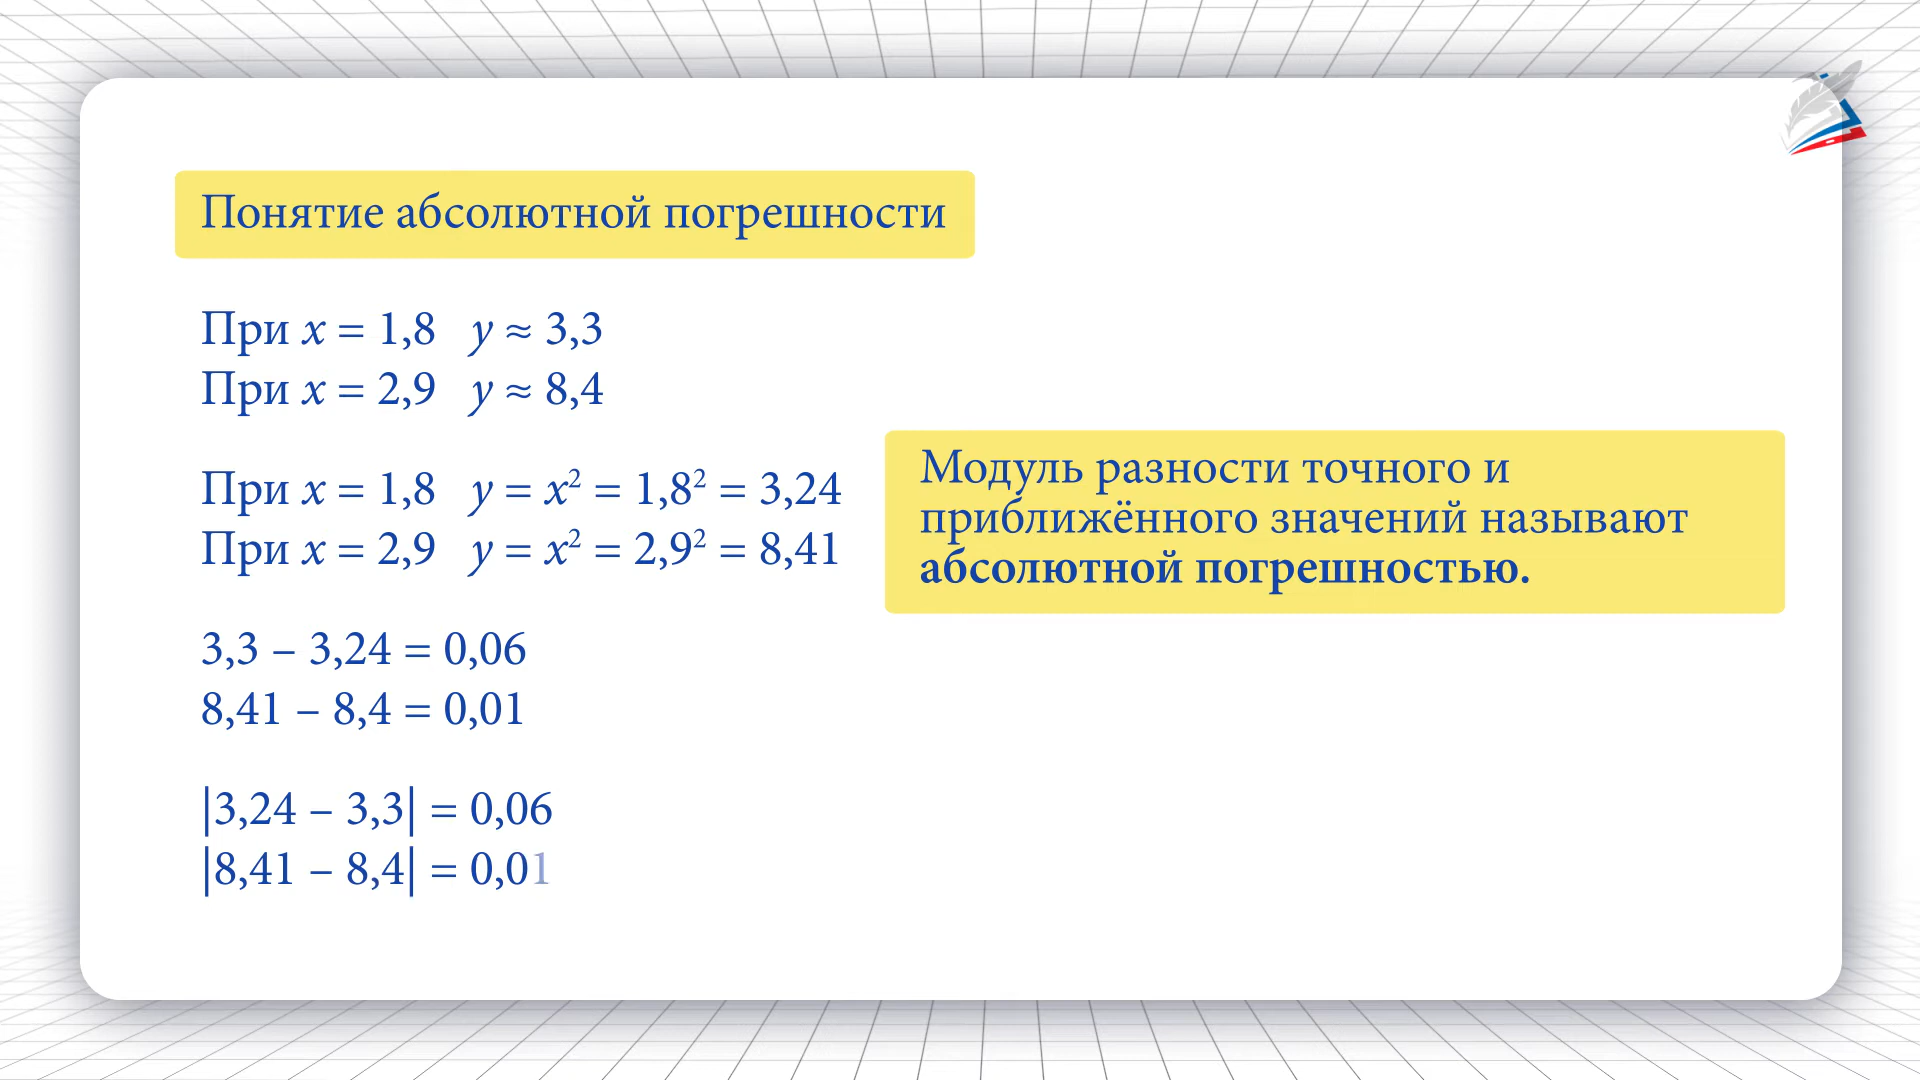 Понятие абсолютной погрешности
При x = 1,8 y ≈ 3,3
При x = 2,9 y ≈ 8,4
При x = 1,8 y = x² = 1,8² = 3,24
При x = 2,9 y = x² = 2,9² = 8,41
Модуль разности точного и
приближённого значений называют
абсолютной погрешностью.
3,3 – 3,24 = 0,06
8,41 – 8,4 = 0,01
|3,24 – 3,3| = 0,06
|8,41 – 8,4| = 0,01